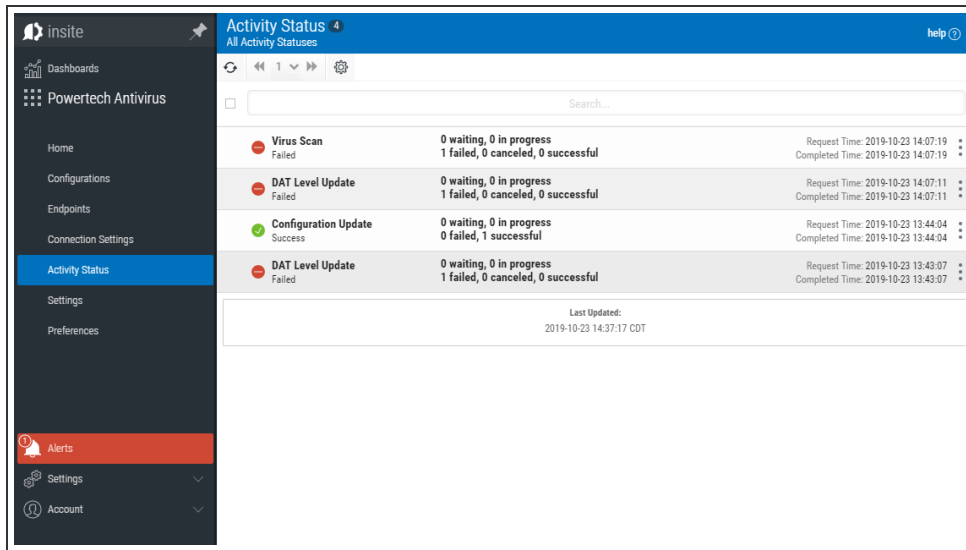 insite
Dashboards
Powertech Antivirus
Home
Configurations
Endpoints
Connection Settings
Activity Status
Settings
Preferences
1
Alerts
Settings
Account
Activity Status 4
All Activity Statuses
help ?
1
Search...
Virus Scan
Failed
0 waiting, 0 in progress
1 failed, 0 canceled, 0 successful
Request Time: 2019-10-23 14:07:19
Completed Time: 2019-10-23 14:07:19
DAT Level Update
Failed
0 waiting, 0 in progress
1 failed, 0 canceled, 0 successful
Request Time: 2019-10-23 14:07:11
Completed Time: 2019-10-23 14:07:11
Configuration Update
Success
0 waiting, 0 in progress
0 failed, 1 successful
Request Time: 2019-10-23 13:44:04
Completed Time: 2019-10-23 13:44:04
DAT Level Update
Failed
0 waiting, 0 in progress
1 failed, 0 canceled, 0 successful
Request Time: 2019-10-23 13:43:07
Completed Time: 2019-10-23 13:43:07
Last Updated:
2019-10-23 14:37:17 CDT